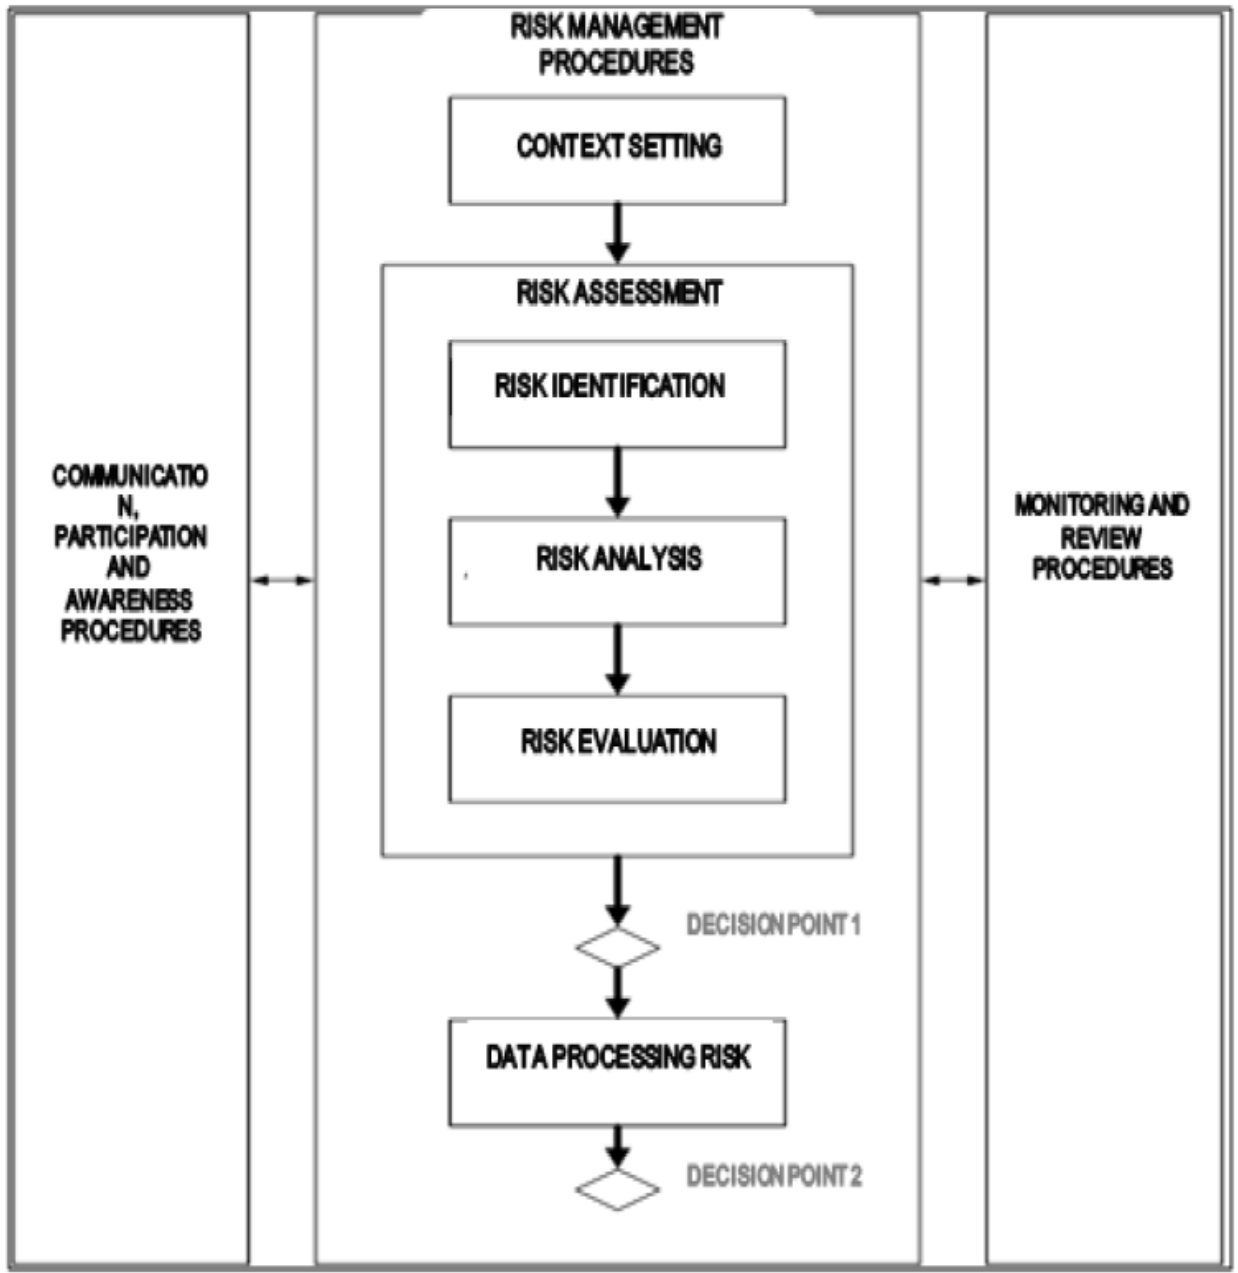 RISK MANAGEMENT
PROCEDURES
CONTEXT SETTING
RISK ASSESSMENT
RISK IDENTIFICATION
RISK ANALYSIS
RISK EVALUATION
DECISION POINT 1
DATA PROCESSING RISK
DECISION POINT 2
COMMUNICATIO
N,
PARTICIPATION
AND
AWARENESS
PROCEDURES
MONITORING AND
REVIEW
PROCEDURES